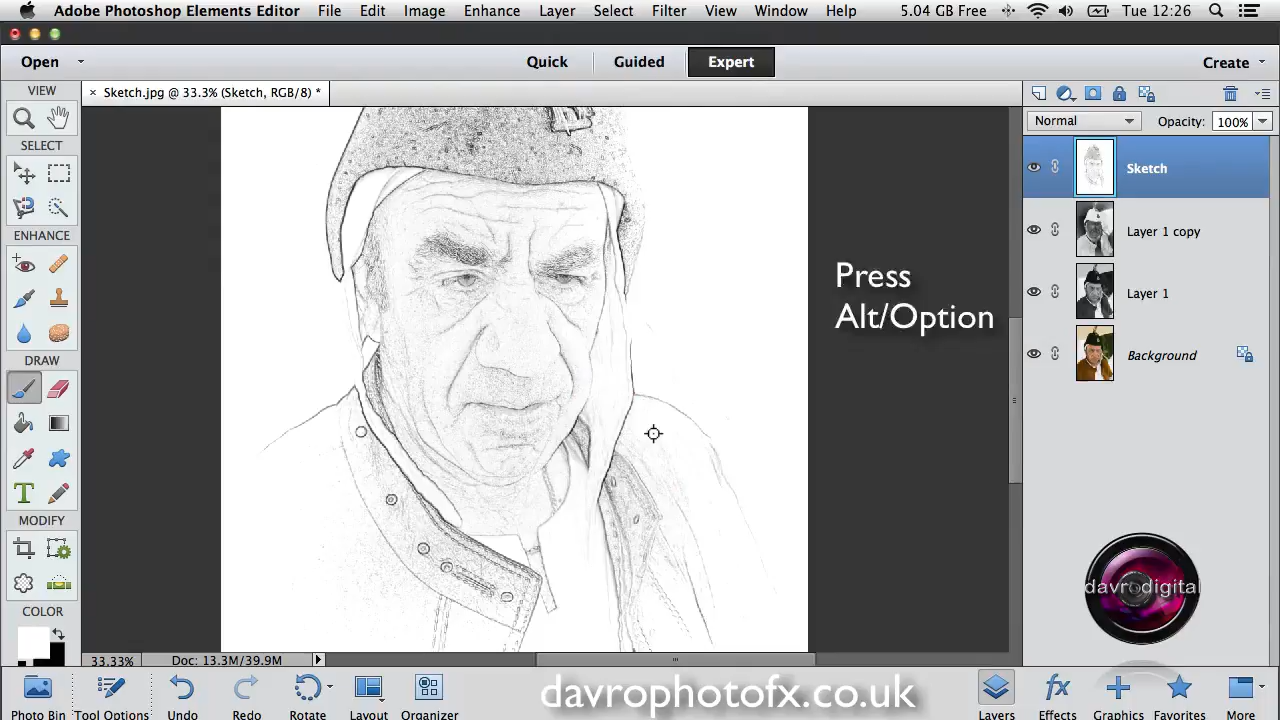 Adobe Photoshop Elements Editor File Edit Image Enhance Layer Select Filter View Window Help 5.04 GB Free Tue 12:26
Open Quick Guided Expert Create
VIEW
× Sketch.jpg @ 33.3% (Sketch, RGB/8) *
Normal Opacity: 100%
SELECT
Sketch
ENHANCE
Layer 1 copy
Press
Alt/Option
Layer 1
DRAW
Background
T
MODIFY
davro digital
COLOR
33.33% Doc: 13.3M/39.9M
davrophotofx.co.uk
Photo Bin Tool Options Undo Redo Rotate Layout Organizer Layers Effects Graphics Favorites More